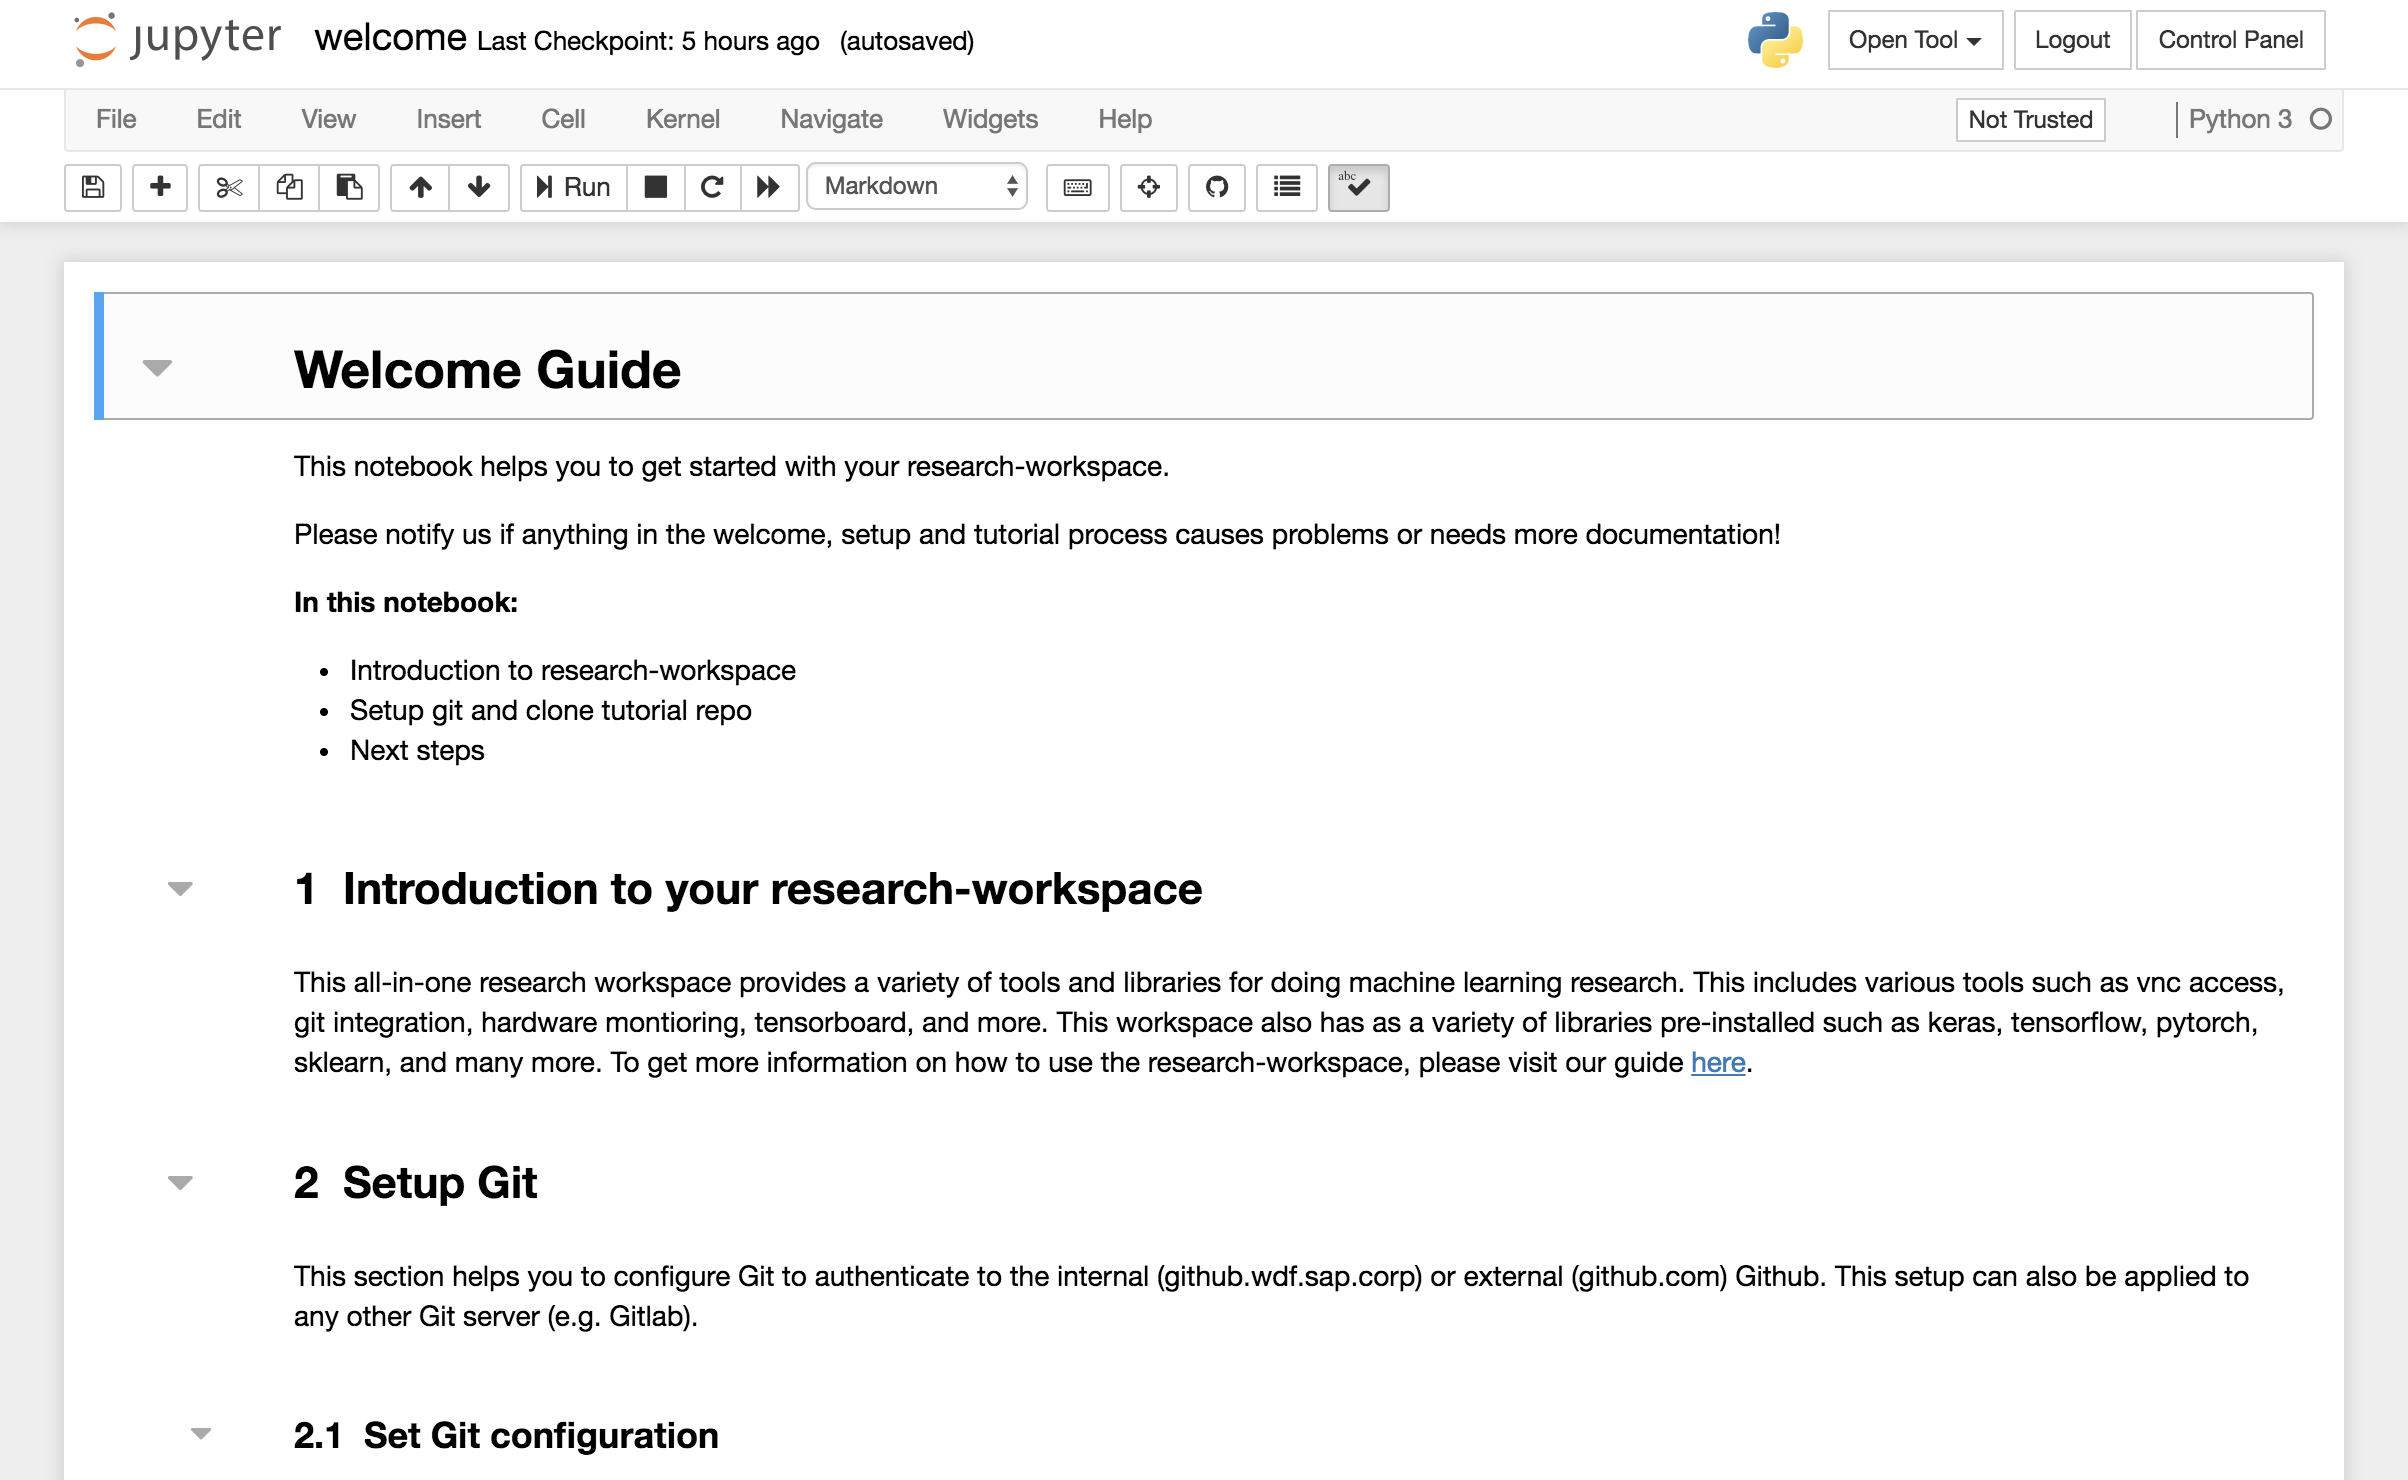 jupyter welcome Last Checkpoint: 5 hours ago (autosaved) Open Tool Logout Control Panel
File Edit View Insert Cell Kernel Navigate Widgets Help Not Trusted Python 3
Run Markdown abc
Welcome Guide
This notebook helps you to get started with your research-workspace.
Please notify us if anything in the welcome, setup and tutorial process causes problems or needs more documentation!
In this notebook:
• Introduction to research-workspace
• Setup git and clone tutorial repo
• Next steps
1 Introduction to your research-workspace
This all-in-one research workspace provides a variety of tools and libraries for doing machine learning research. This includes various tools such as vnc access,
git integration, hardware montioring, tensorboard, and more. This workspace also has as a variety of libraries pre-installed such as keras, tensorflow, pytorch,
sklearn, and many more. To get more information on how to use the research-workspace, please visit our guide here.
2 Setup Git
This section helps you to configure Git to authenticate to the internal (github.wdf.sap.corp) or external (github.com) Github. This setup can also be applied to
any other Git server (e.g. Gitlab).
2.1 Set Git configuration